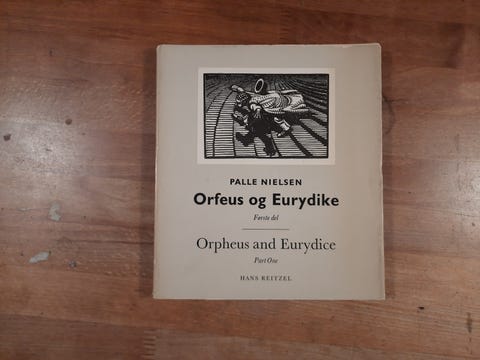 PALLE NIELSEN
Orfeus og Eurydike
Første del
Orpheus and Eurydice
Part One
HANS REITZEL